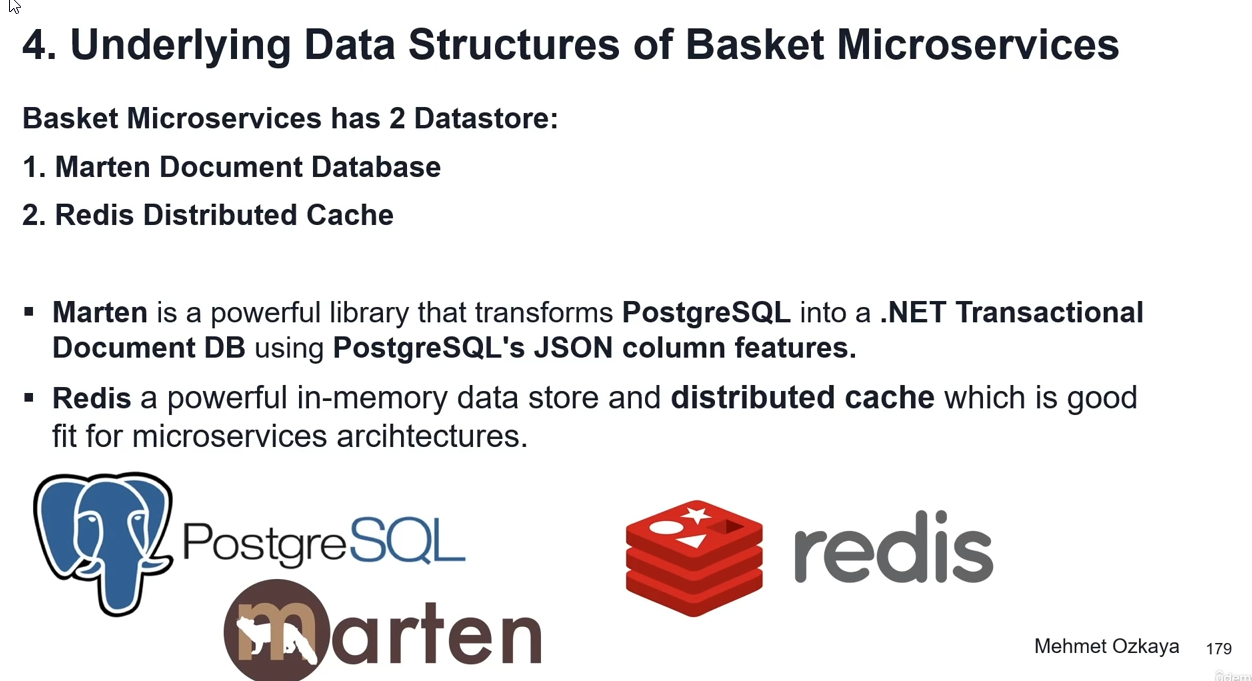 4. Underlying Data Structures of Basket Microservices
Basket Microservices has 2 Datastore:
1. Marten Document Database
2. Redis Distributed Cache
▪ Marten is a powerful library that transforms PostgreSQL into a .NET Transactional
Document DB using PostgreSQL's JSON column features.
▪ Redis a powerful in-memory data store and distributed cache which is good
fit for microservices arcihtectures.
PostgreSQL
redis
marten
Mehmet Ozkaya 179
ûdemy